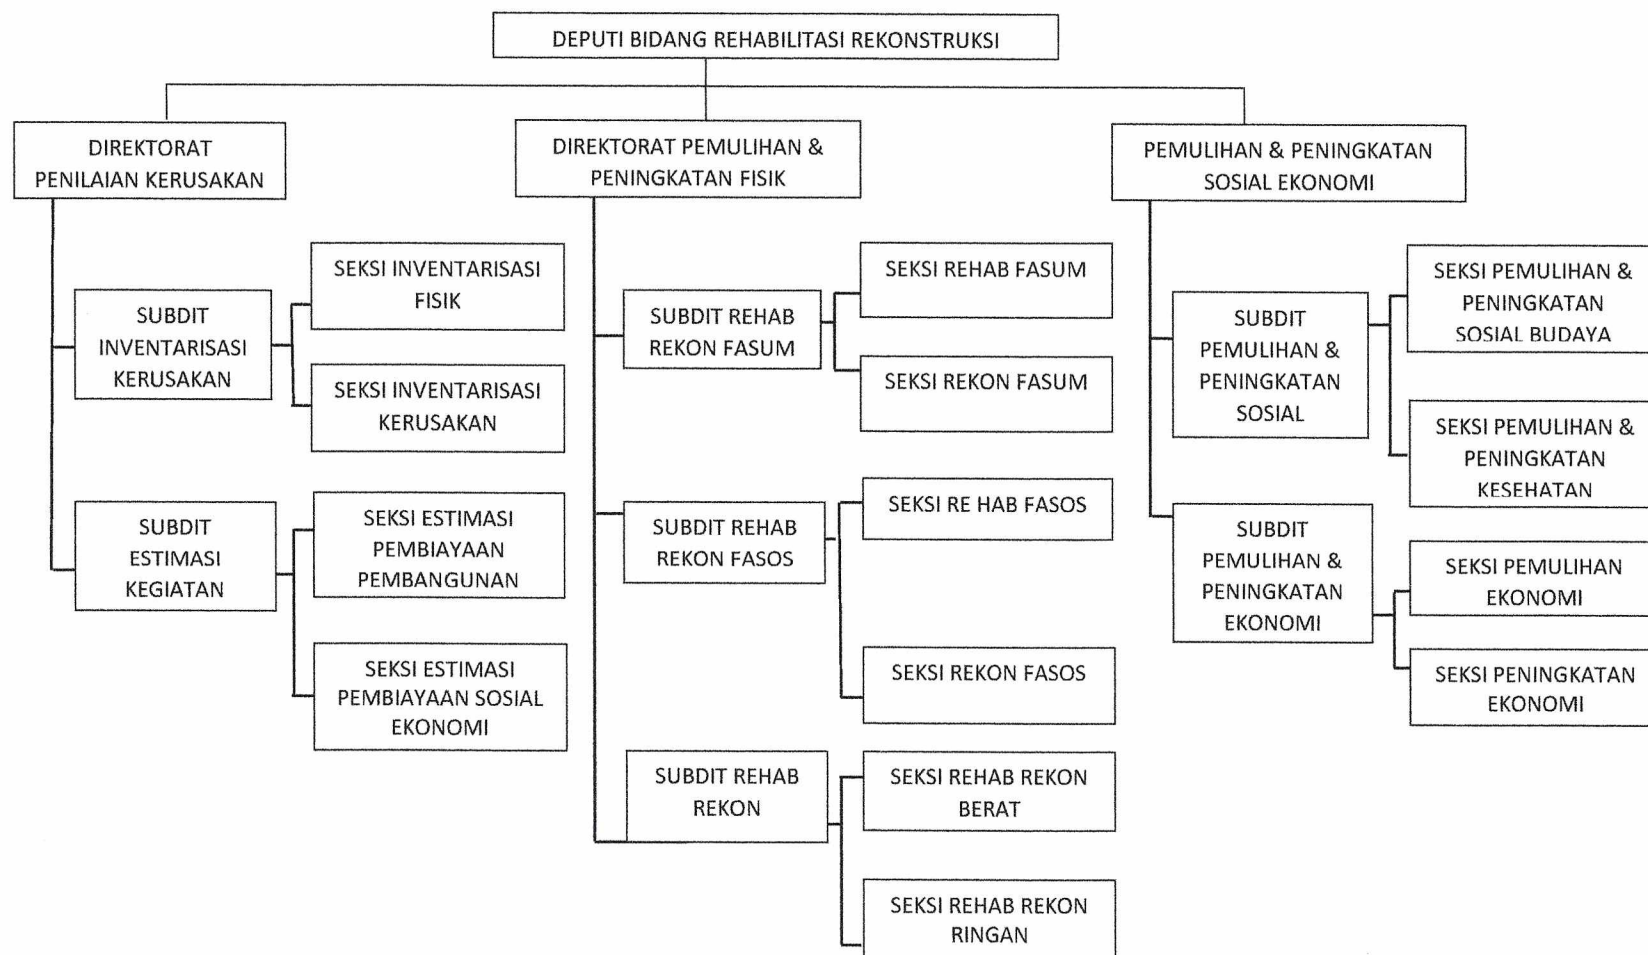 DEPUTI BIDANG REHABILITASI REKONSTRUKSI
DIREKTORAT
PENILAIAN KERUSAKAN
SUBDIT
INVENTARISASI
KERUSAKAN
SEKSI INVENTARISASI
FISIK
SEKSI INVENTARISASI
KERUSAKAN
SUBDIT
ESTIMASI
KEGIATAN
SEKSI ESTIMASI
PEMBIAYAAN
PEMBANGUNAN
SEKSI ESTIMASI
PEMBIAYAAN SOSIAL
EKONOMI
DIREKTORAT PEMULIHAN &
PENINGKATAN FISIK
SUBDIT REHAB
REKON FASUM
SEKSI REHAB FASUM
SEKSI REKON FASUM
SUBDIT REHAB
REKON FASOS
SEKSI RE HAB FASOS
SEKSI REKON FASOS
SUBDIT REHAB
REKON
SEKSI REHAB REKON
BERAT
SEKSI REHAB REKON
RINGAN
PEMULIHAN & PENINGKATAN
SOSIAL EKONOMI
SUBDIT
PEMULIHAN &
PENINGKATAN
SOSIAL
SEKSI PEMULIHAN &
PENINGKATAN
SOSIAL BUDAYA
SEKSI PEMULIHAN &
PENINGKATAN
KESEHATAN
SUBDIT
PEMULIHAN &
PENINGKATAN
EKONOMI
SEKSI PEMULIHAN
EKONOMI
SEKSI PENINGKATAN
EKONOMI